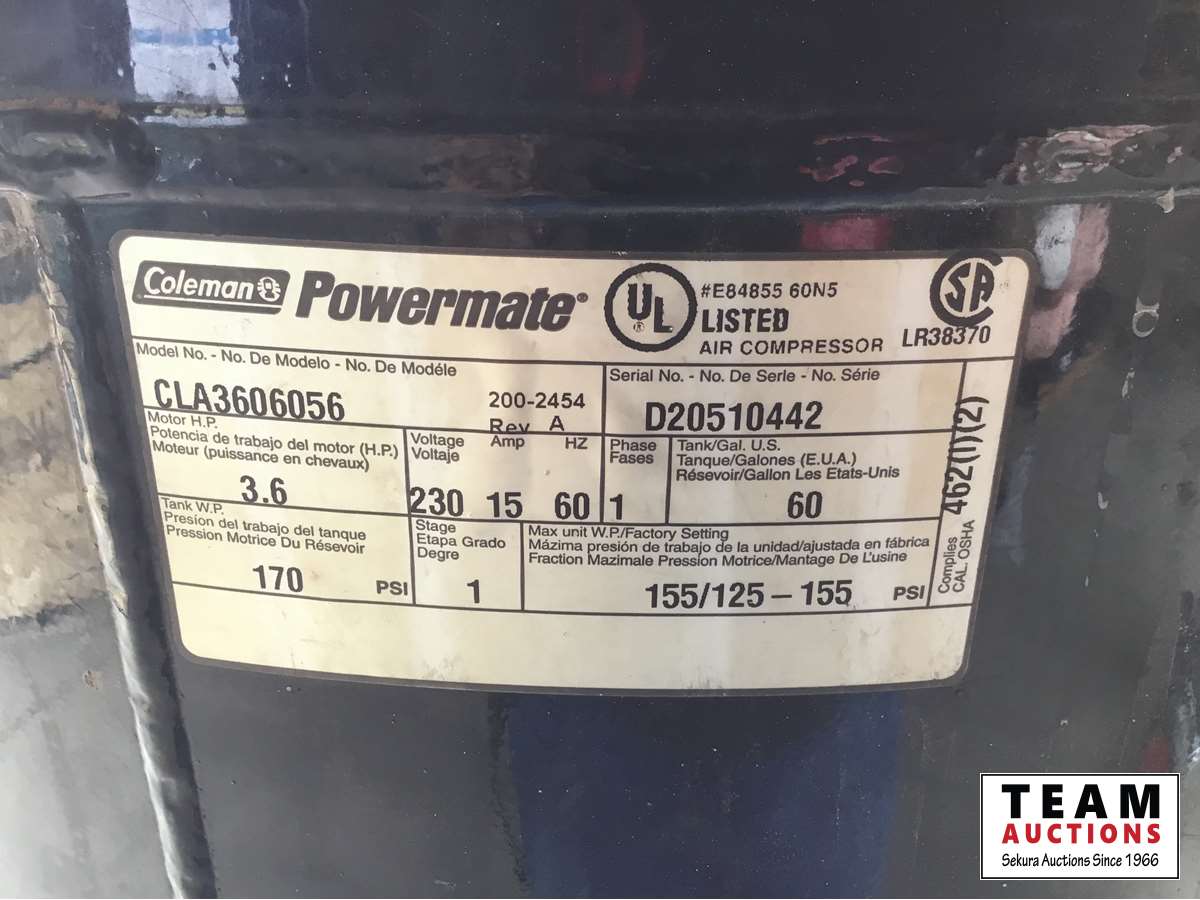 Coleman Powermate®
UL ® LISTED
#E84855 60N5
AIR COMPRESSOR
SA
LR38370
Model No. - No. De Modelo - No. De Modéle
CLA3606056
200-2454
Rev A
Serial No. - No. De Serle - No. Série
D20510442
Motor H.P.
Potencia de trabajo del motor (H.P.)
Moteur (puissance en chevaux)
3.6
Voltage
Voltaje
230
Amp
15
HZ
60
Phase
Fases
1
Tank/Gal. U.S.
Tanque/Galones (E.U.A.)
Résevoir/Gallon Les Etats-Unis
60
Tank W.P.
Presion del trabajo del tanque
Pression Motrice Du Résevoir
170 PSI
Stage
Etapa Grado
Degre
1
Max unit W.P./Factory Setting
Mázima presión de trabajo de la unidad/ajustada en fábrica
Fraction Mazimale Pression Motrice/Mantage De L'usine
155/125 – 155 PSI
Complies
CAL. OSHA
462(l)(2)
TEAM
AUCTIONS
Sekura Auctions Since 1966